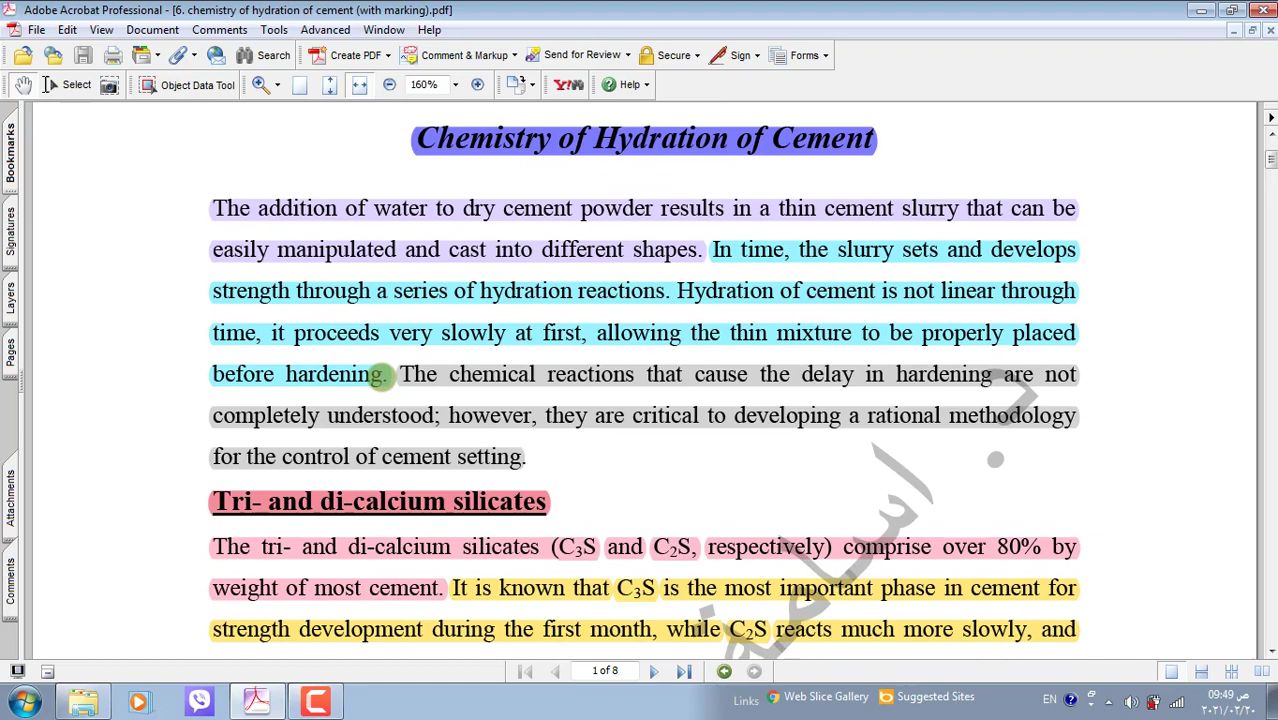 Adobe Acrobat Professional - [6. chemistry of hydration of cement (with marking).pdf]
File Edit View Document Comments Tools Advanced Window Help
Search Create PDF Comment & Markup Send for Review Secure Sign Forms
Select Object Data Tool 160% Y! Help
Bookmarks
Signatures
Layers
Pages
Attachments
Comments
Chemistry of Hydration of Cement
The addition of water to dry cement powder results in a thin cement slurry that can be
easily manipulated and cast into different shapes. In time, the slurry sets and develops
strength through a series of hydration reactions. Hydration of cement is not linear through
time, it proceeds very slowly at first, allowing the thin mixture to be properly placed
before hardening. The chemical reactions that cause the delay in hardening are not
completely understood; however, they are critical to developing a rational methodology
for the control of cement setting.
Tri- and di-calcium silicates
The tri- and di-calcium silicates (C₃S and C₂S, respectively) comprise over 80% by
weight of most cement. It is known that C₃S is the most important phase in cement for
strength development during the first month, while C₂S reacts much more slowly, and
1 of 8
Links Web Slice Gallery Suggested Sites EN 09:49 ص
٢٠٢١/٠٢/٢٠